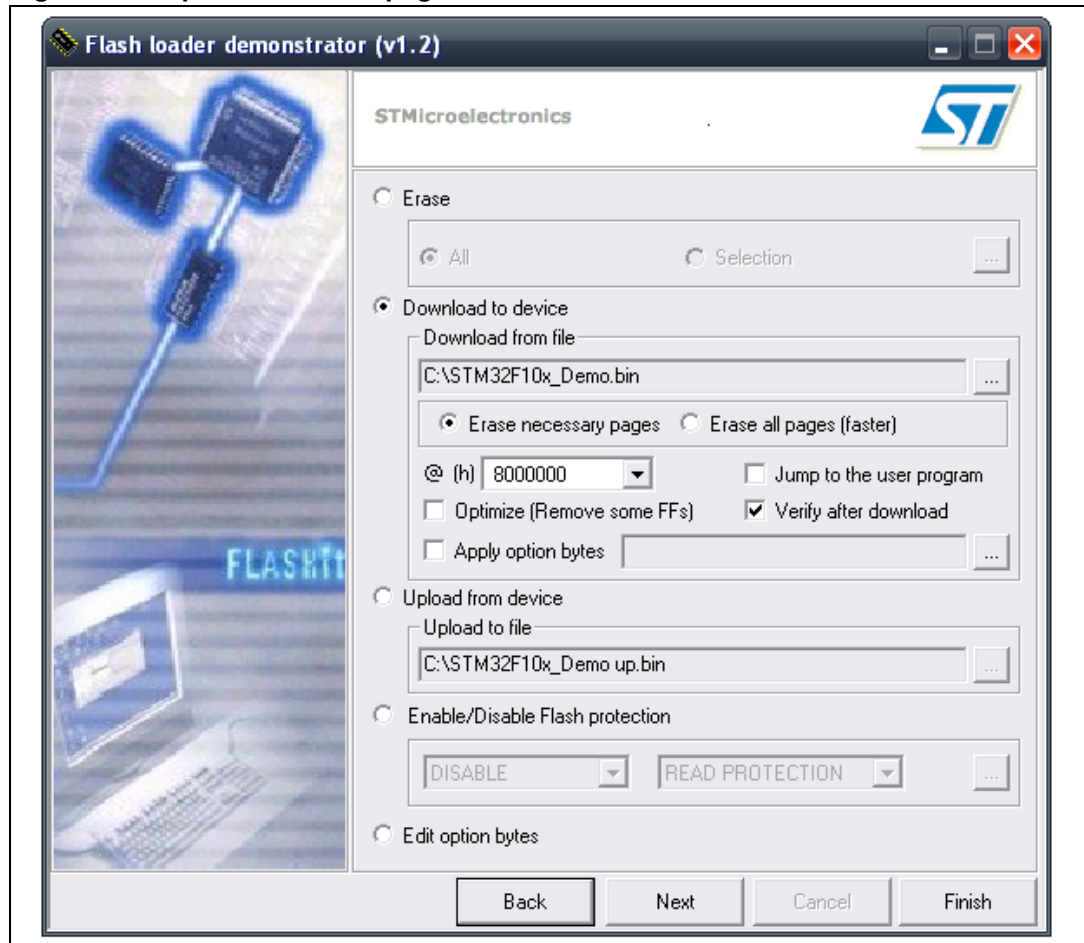 Flash loader demonstrator (v1.2)
STMicroelectronics
ST
Erase
All Selection ...
Download to device
Download from file
C:\STM32F10x_Demo.bin ...
Erase necessary pages Erase all pages (faster)
@ (h) 8000000 Jump to the user program
Optimize (Remove some FFs) Verify after download
Apply option bytes ...
FLASHit
Upload from device
Upload to file
C:\STM32F10x_Demo up.bin ...
Enable/Disable Flash protection
DISABLE READ PROTECTION ...
Edit option bytes
Back Next Cancel Finish